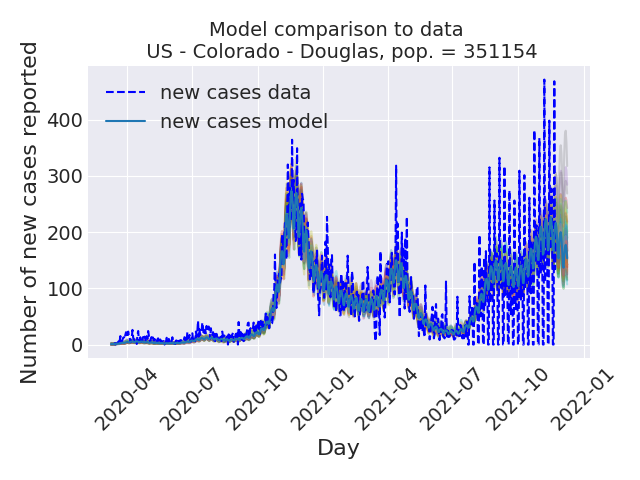 Model comparison to data
US - Colorado - Douglas, pop. = 351154
Number of new cases reported
new cases data
new cases model
400
300
200
100
0
2020-04
2020-07
2020-10
2021-01
2021-04
2021-07
2021-10
2022-01
Day